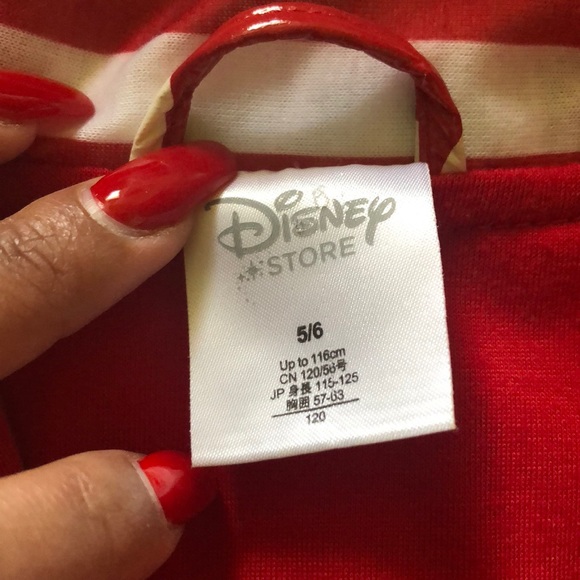 Disney
STORE
5/6
Up to 116cm
CN 120/56号
JP 身長 115-125
胸囲 57-63
120